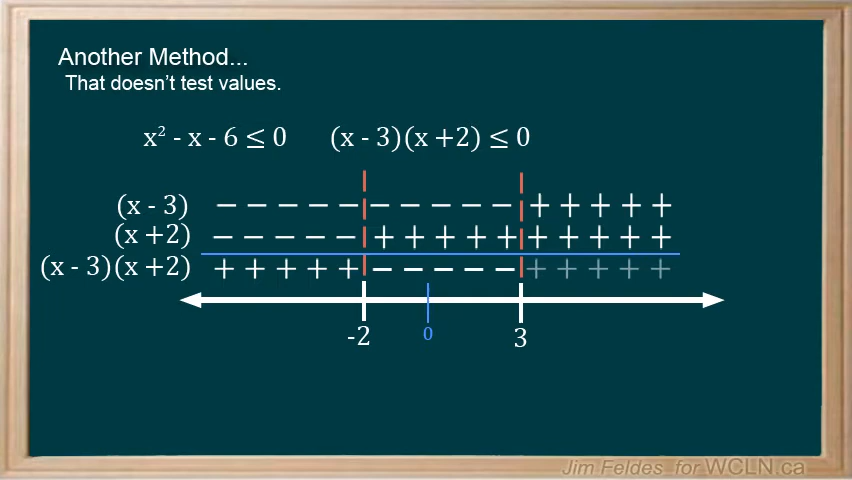 Another Method...
That doesn't test values.
x² - x - 6 ≤ 0 (x - 3)(x +2) ≤ 0
(x - 3) − − − − − − − − − − + + + + +
(x +2) − − − − − + + + + + + + + + +
(x - 3)(x +2) + + + + + − − − − − + + + + +
-2 0 3
Jim Feldes for WCLN.ca